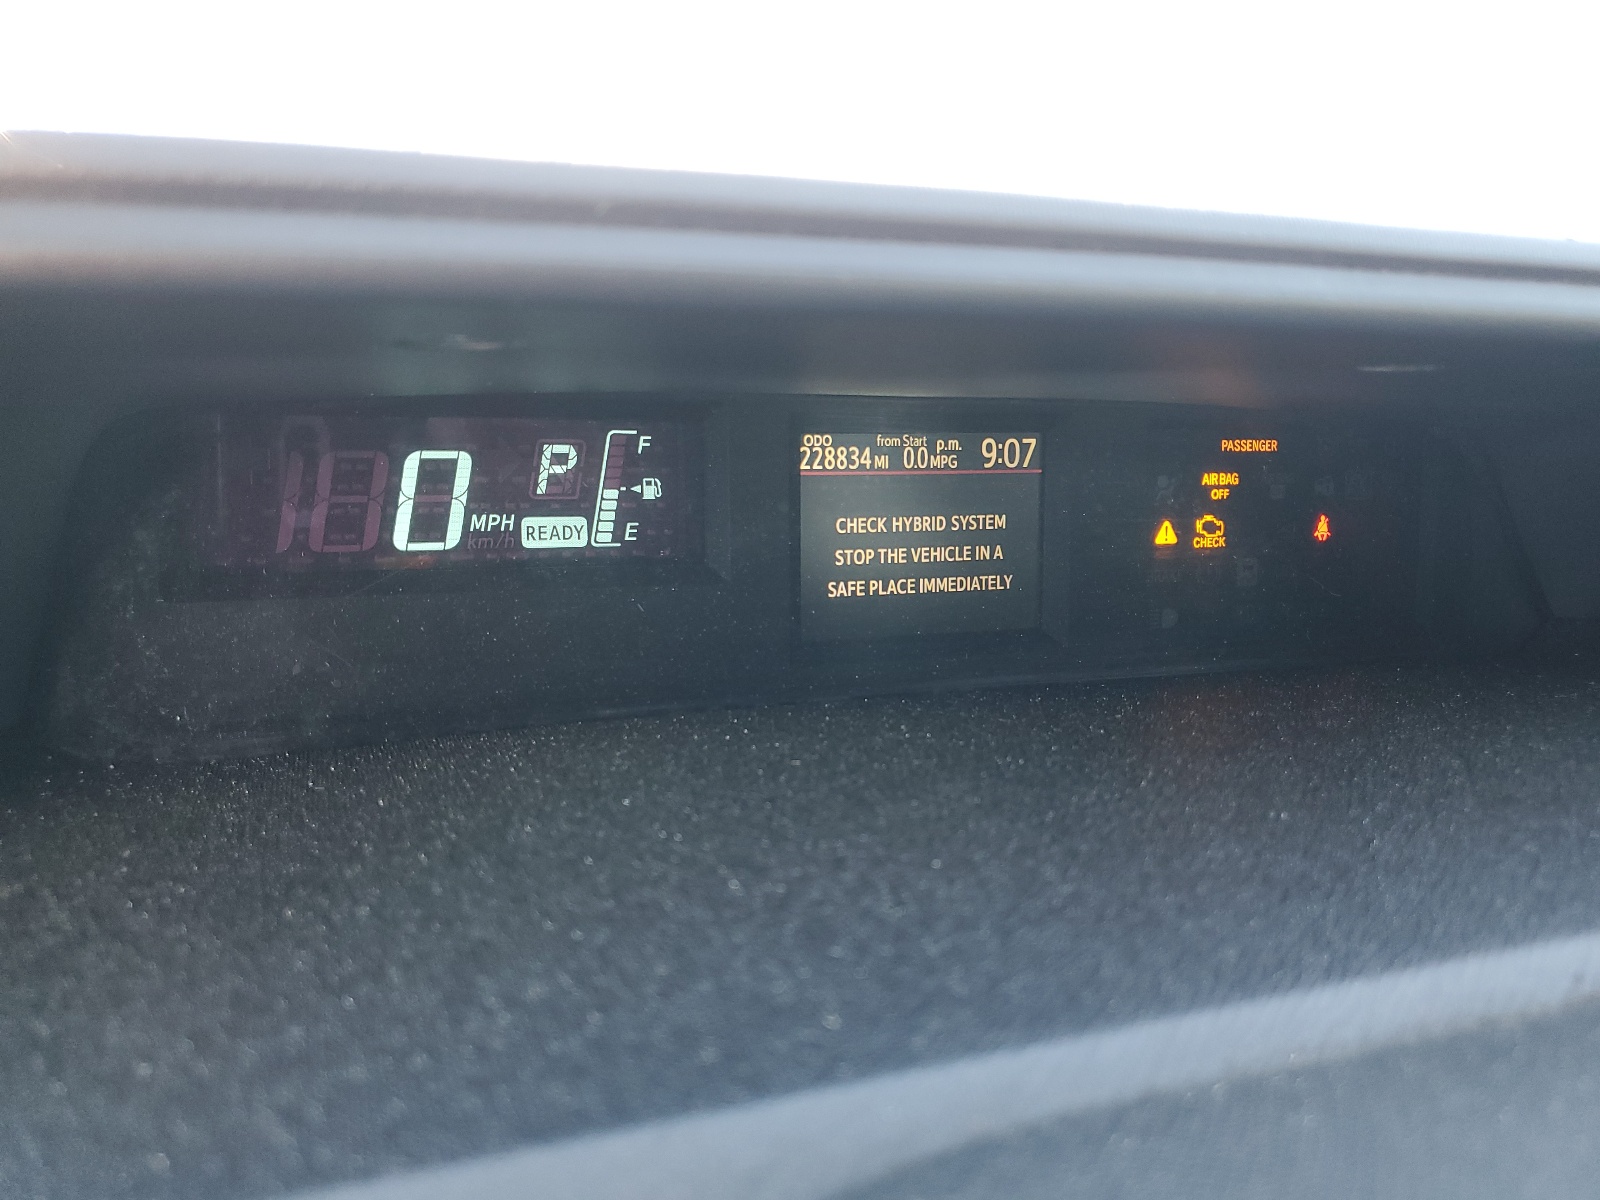 0 MPH
km/h
P
READY
F
E
ODO from Start p.m. 9:07
228834 MI 0.0 MPG
CHECK HYBRID SYSTEM
STOP THE VEHICLE IN A
SAFE PLACE IMMEDIATELY
PASSENGER
AIR BAG
OFF
CHECK